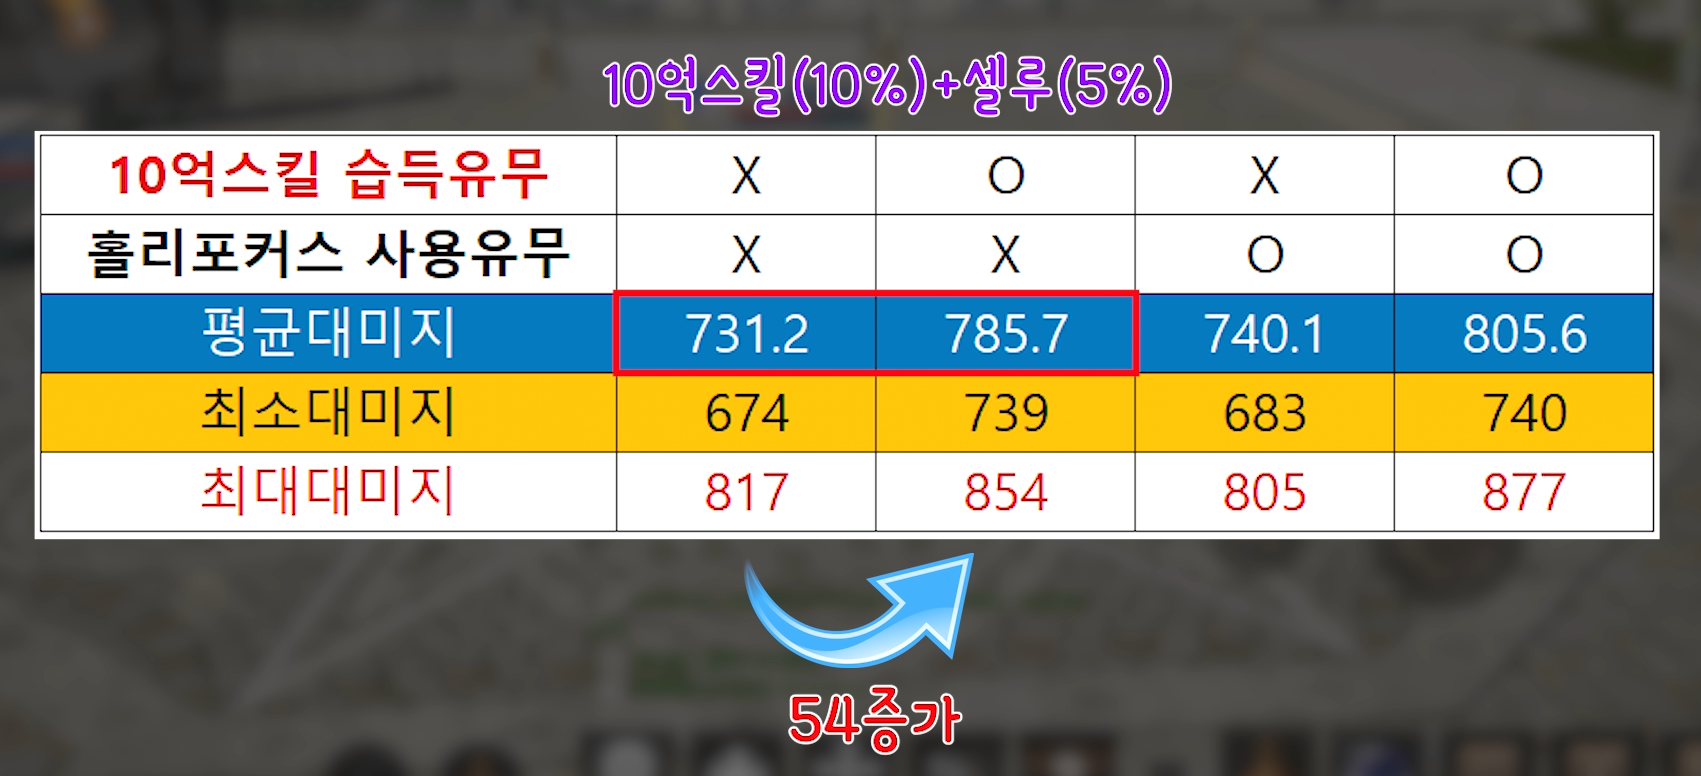 10억스킬(10%)+셀루(5%)
10억스킬 습득유무 X O X O
홀리포커스 사용유무 X X O O
평균대미지 731.2 785.7 740.1 805.6
최소대미지 674 739 683 740
최대대미지 817 854 805 877
54증가